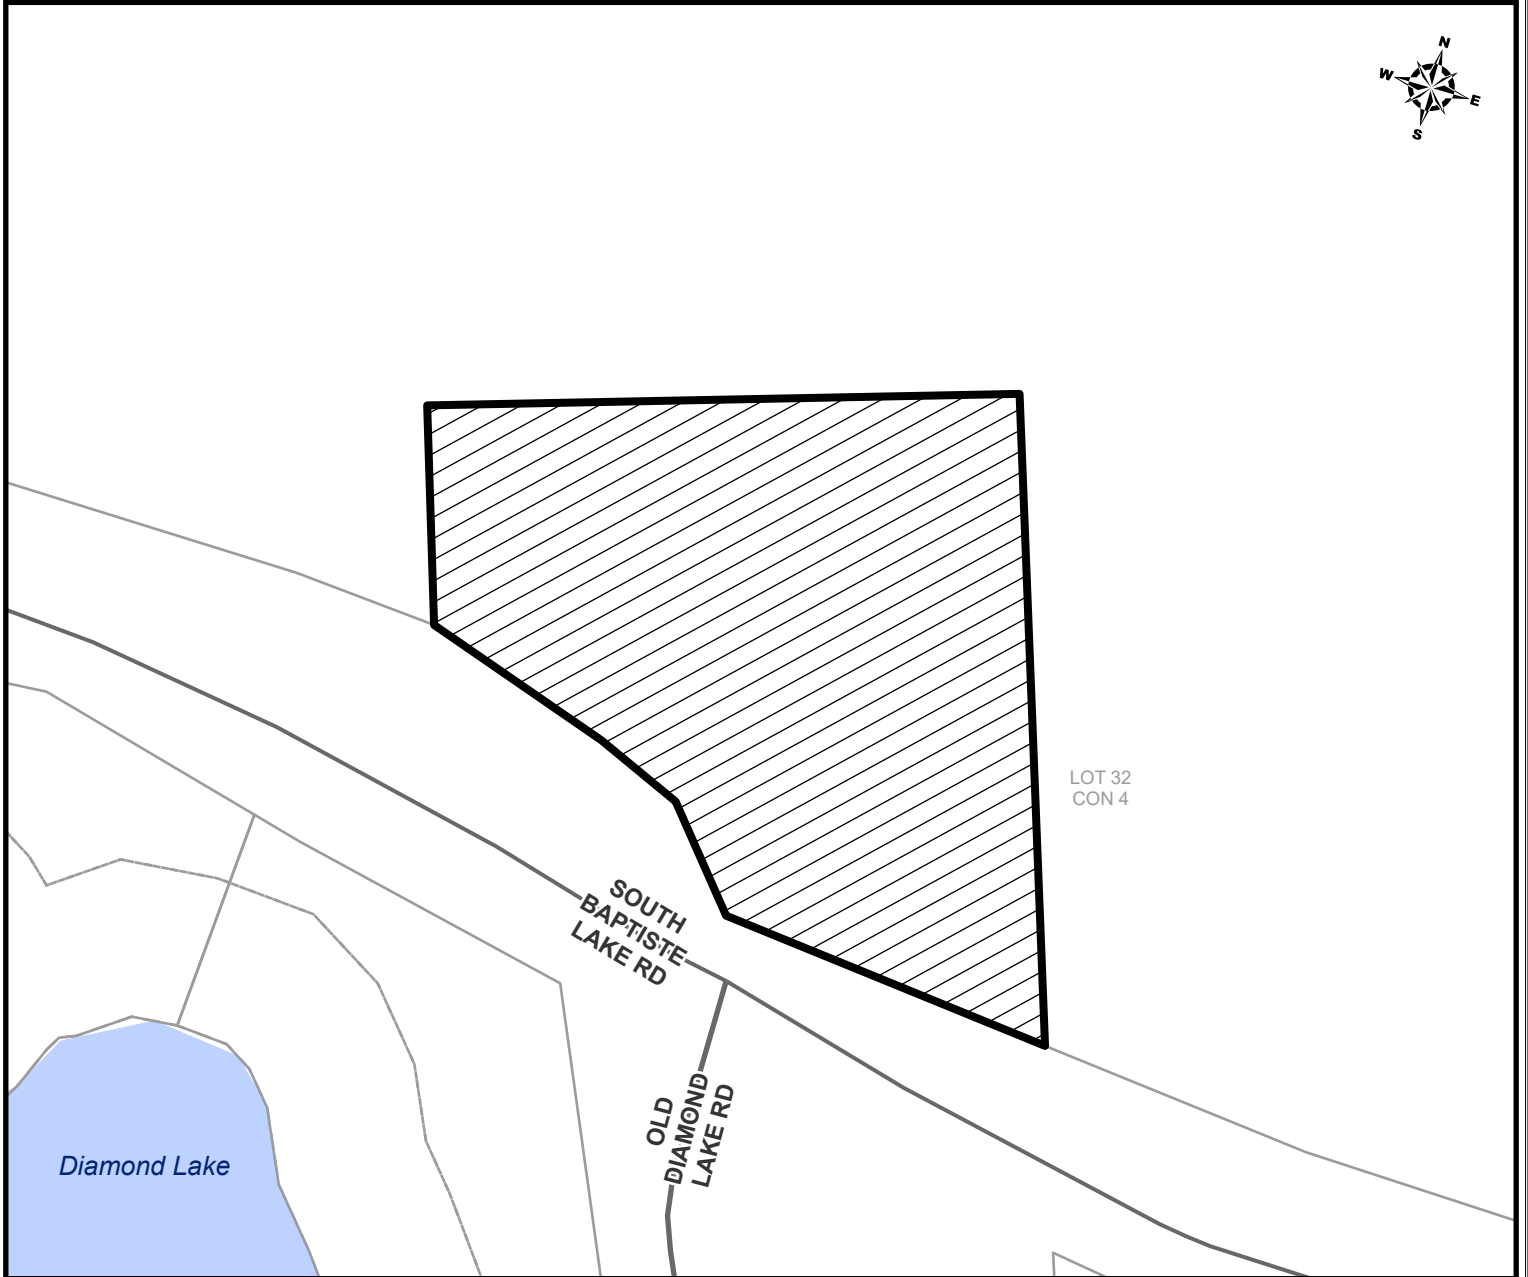 N
W
E
S
LOT 32
CON 4
SOUTH
BAPTISTE
LAKE RD
OLD
DIAMOND
LAKE RD
Diamond Lake